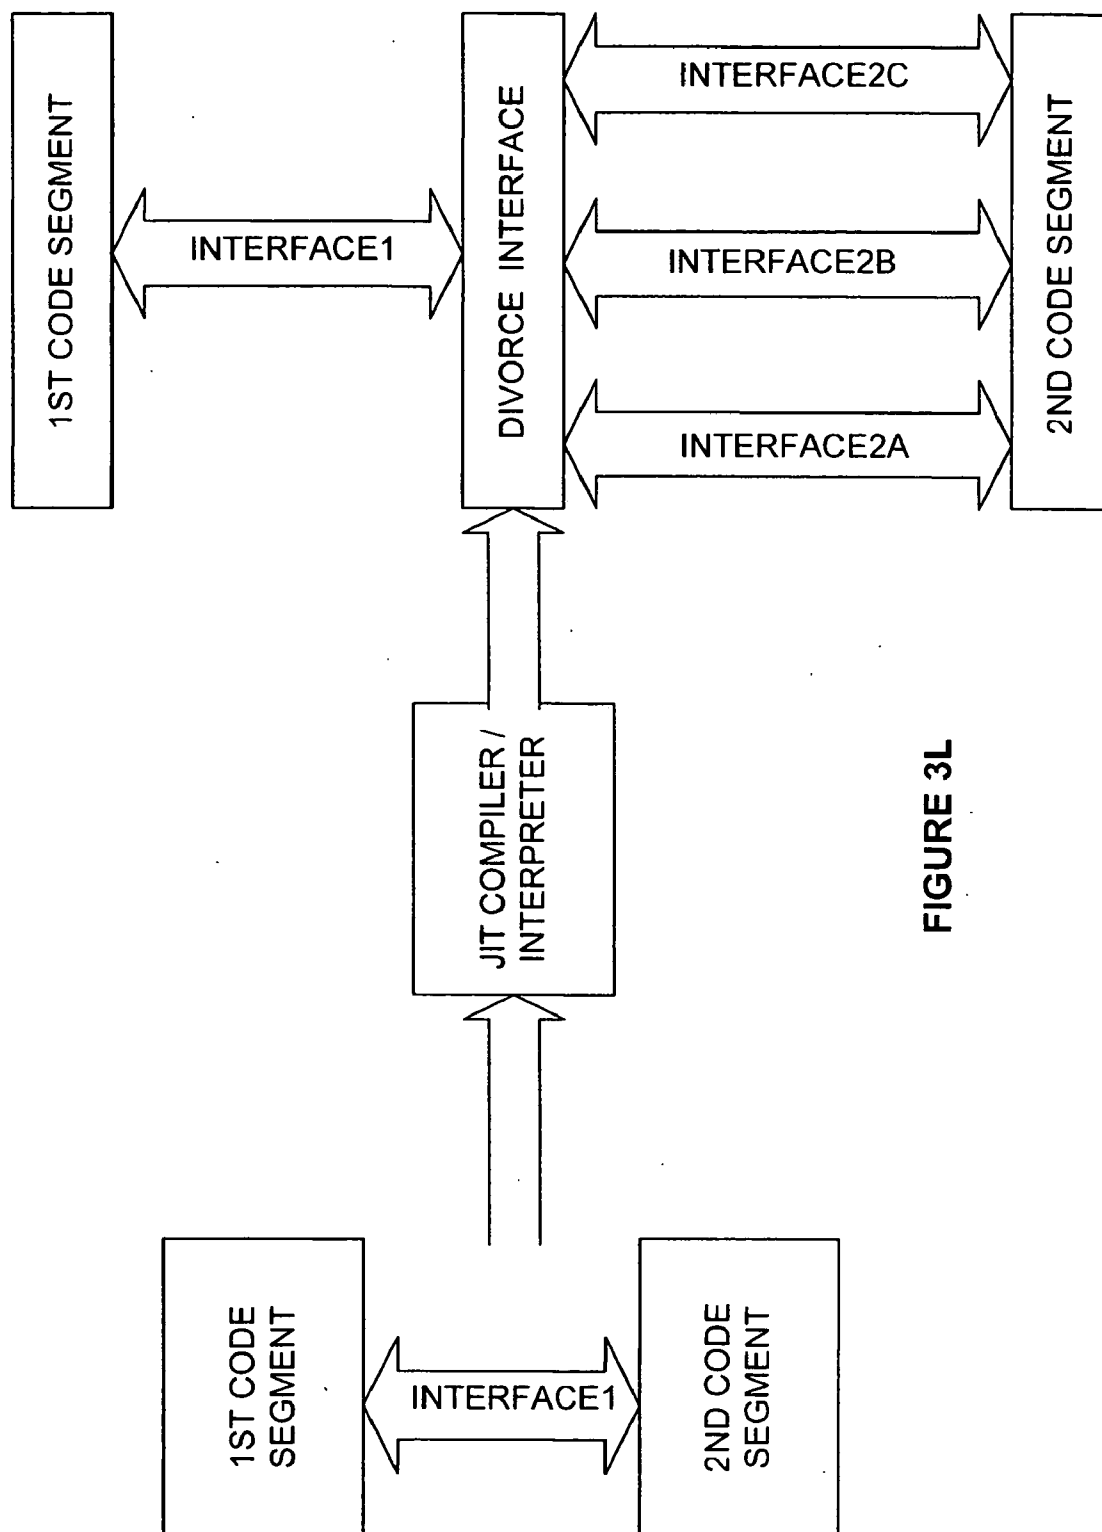 1ST CODE
SEGMENT
INTERFACE1
2ND CODE
SEGMENT
JIT COMPILER /
INTERPRETER
1ST CODE SEGMENT
INTERFACE1
DIVORCE INTERFACE
INTERFACE2A
INTERFACE2B
INTERFACE2C
2ND CODE SEGMENT
FIGURE 3L